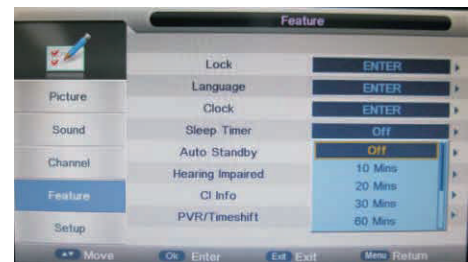 Feature
Lock ENTER
Picture
Language ENTER
Clock ENTER
Sound
Sleep Timer Off
Auto Standby Off
Channel
Hearing Impaired 10 Mins
20 Mins
Feature
CI Info 30 Mins
PVR/Timeshift 60 Mins
Setup
Move Ok Enter Exit Exit Menu Return